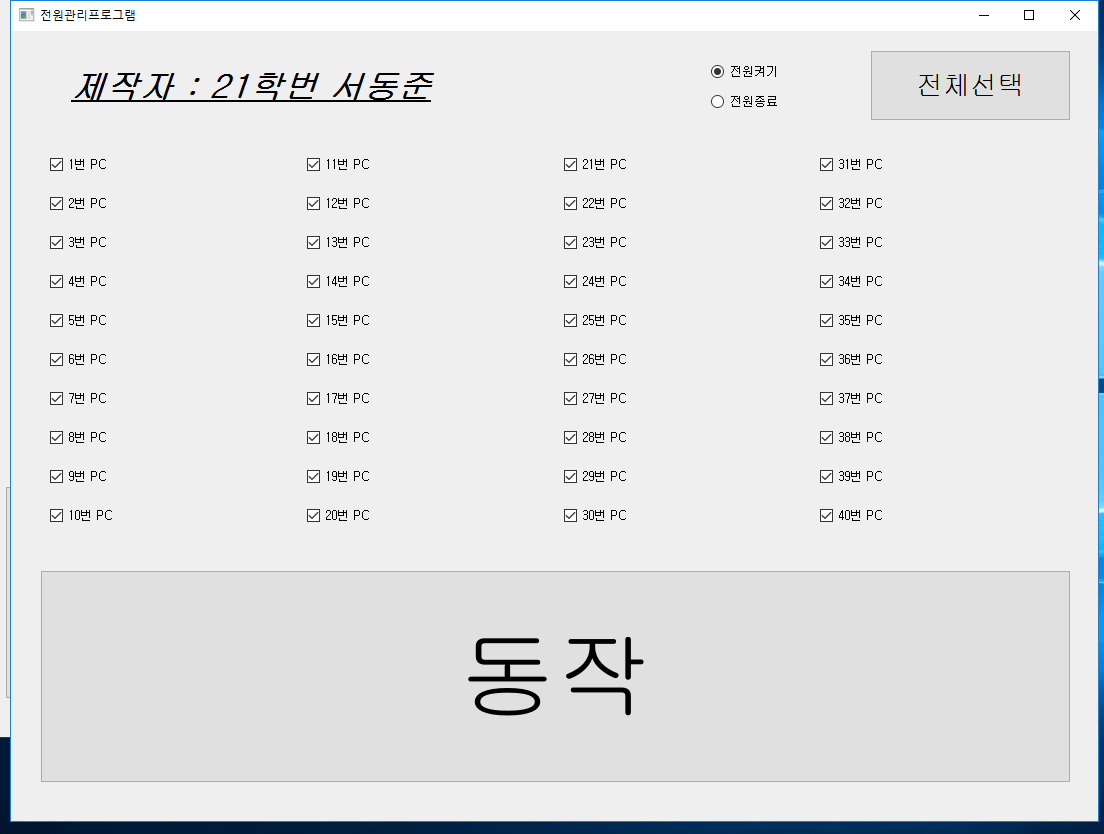 전원관리프로그램
제작자 : 21학번 서동준
전원켜기
전원종료
전체선택
1번 PC 11번 PC 21번 PC 31번 PC
2번 PC 12번 PC 22번 PC 32번 PC
3번 PC 13번 PC 23번 PC 33번 PC
4번 PC 14번 PC 24번 PC 34번 PC
5번 PC 15번 PC 25번 PC 35번 PC
6번 PC 16번 PC 26번 PC 36번 PC
7번 PC 17번 PC 27번 PC 37번 PC
8번 PC 18번 PC 28번 PC 38번 PC
9번 PC 19번 PC 29번 PC 39번 PC
10번 PC 20번 PC 30번 PC 40번 PC
동작